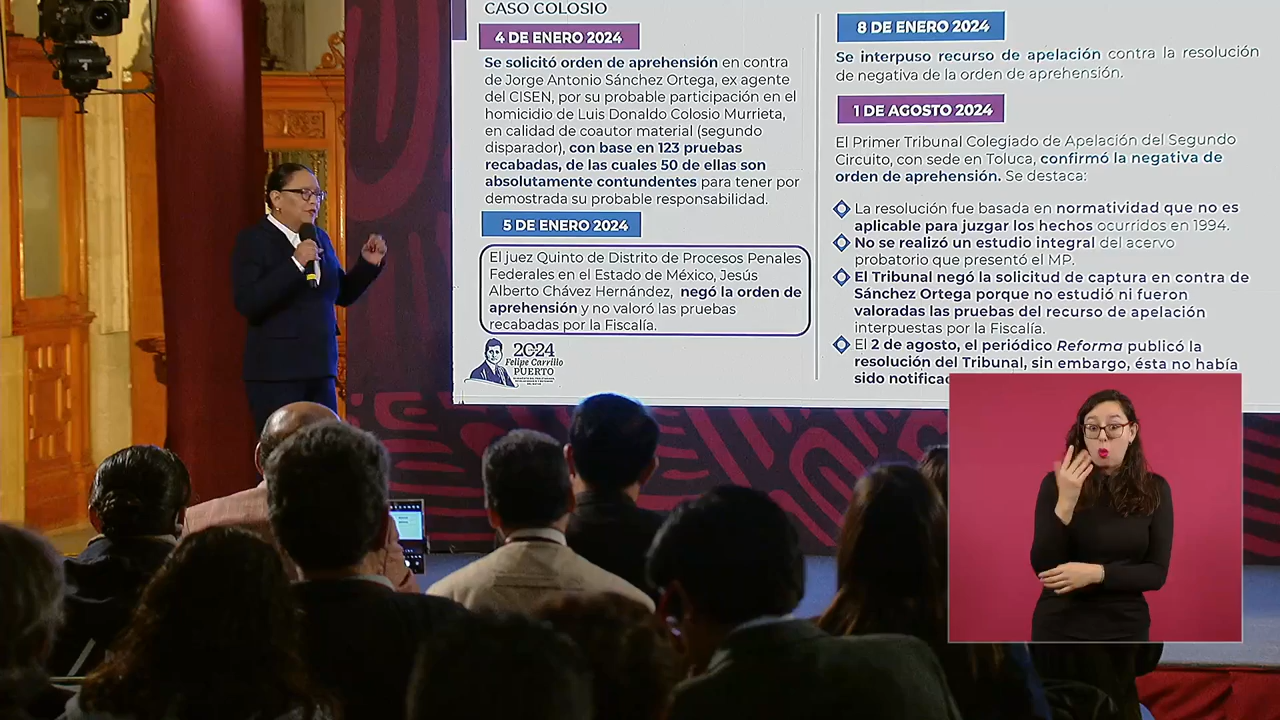 CASO COLOSIO
4 DE ENERO 2024
Se solicitó orden de aprehensión en contra
de Jorge Antonio Sánchez Ortega, ex agente
del CISEN, por su probable participación en el
homicidio de Luis Donaldo Colosio Murrieta,
en calidad de coautor material (segundo
disparador), con base en 123 pruebas
recabadas, de las cuales 50 de ellas son
absolutamente contundentes para tener por
demostrada su probable responsabilidad.
5 DE ENERO 2024
El juez Quinto de Distrito de Procesos Penales
Federales en el Estado de México, Jesús
Alberto Chávez Hernández, negó la orden de
aprehensión y no valoró las pruebas
recabadas por la Fiscalía.
2024
Felipe Carrillo
PUERTO
8 DE ENERO 2024
Se interpuso recurso de apelación contra la resolución
de negativa de la orden de aprehensión.
1 DE AGOSTO 2024
El Primer Tribunal Colegiado de Apelación del Segundo
Circuito, con sede en Toluca, confirmó la negativa de
orden de aprehensión. Se destaca:
La resolución fue basada en normatividad que no es
aplicable para juzgar los hechos ocurridos en 1994.
No se realizó un estudio integral del acervo
probatorio que presentó el MP.
El Tribunal negó la solicitud de captura en contra de
Sánchez Ortega porque no estudió ni fueron
valoradas las pruebas del recurso de apelación
interpuestas por la Fiscalía.
El 2 de agosto, el periódico Reforma publicó la
resolución del Tribunal, sin embargo, ésta no había
sido